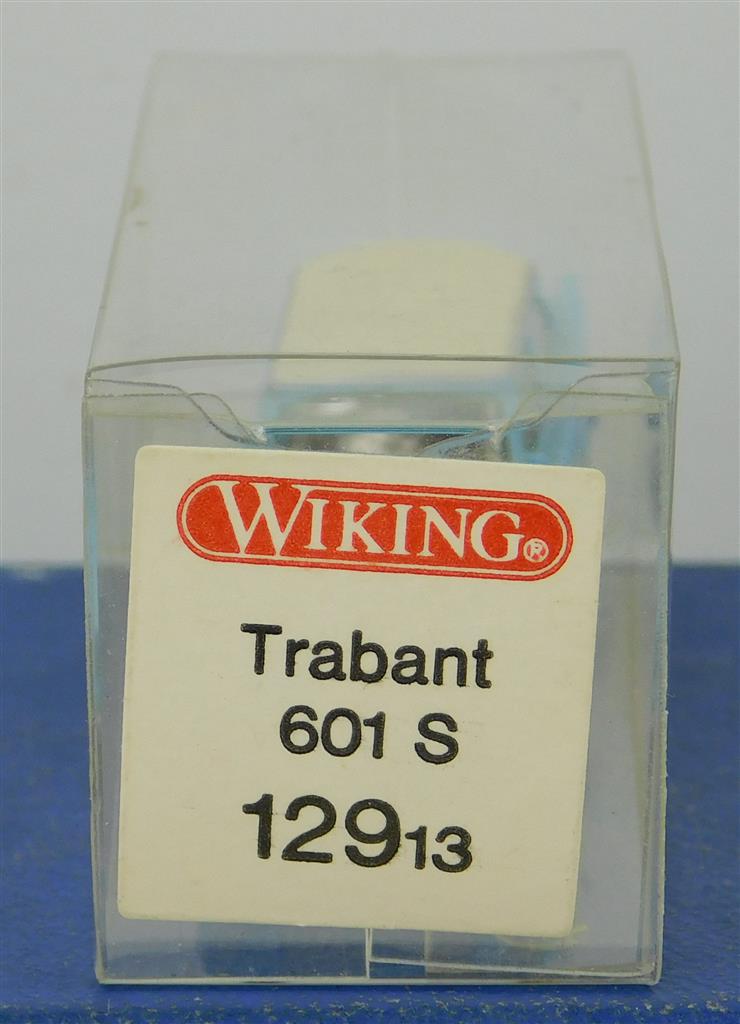 WIKING®
Trabant
601 S
12913